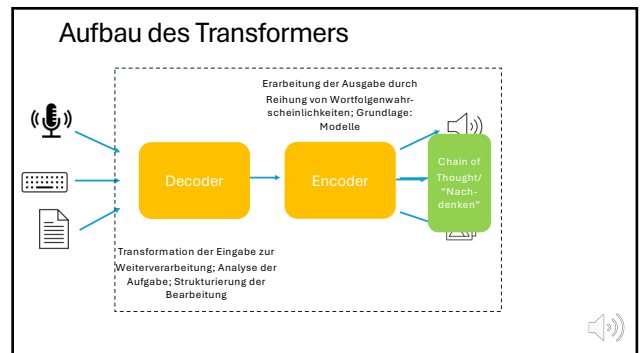 Aufbau des Transformers
Erarbeitung der Ausgabe durch
Reihung von Wortfolgenwahr-
scheinlichkeiten; Grundlage:
Modelle
Decoder
Encoder
Chain of
Thought/
“Nach-
denken”
Transformation der Eingabe zur
Weiterverarbeitung; Analyse der
Aufgabe; Strukturierung der
Bearbeitung